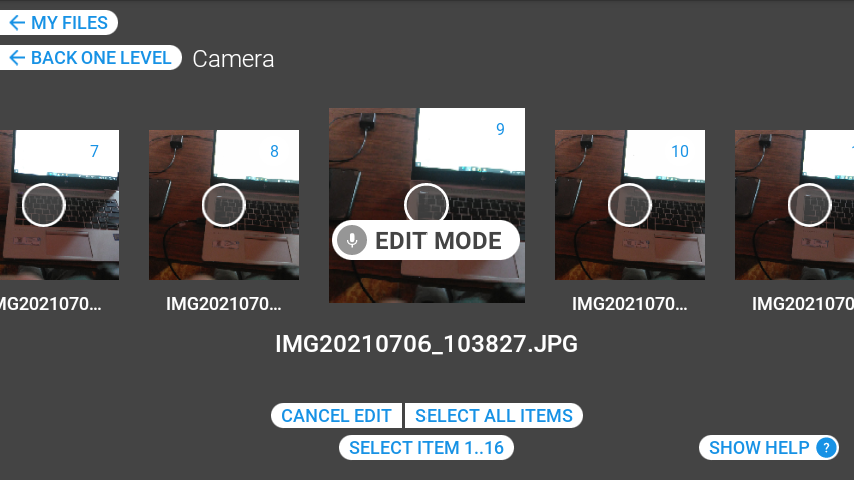 MY FILES
BACK ONE LEVEL Camera
7
8
9
10
EDIT MODE
MG2021070...
IMG2021070...
IMG2021070...
IMG2021070
IMG20210706_103827.JPG
CANCEL EDIT SELECT ALL ITEMS
SELECT ITEM 1..16
SHOW HELP ?